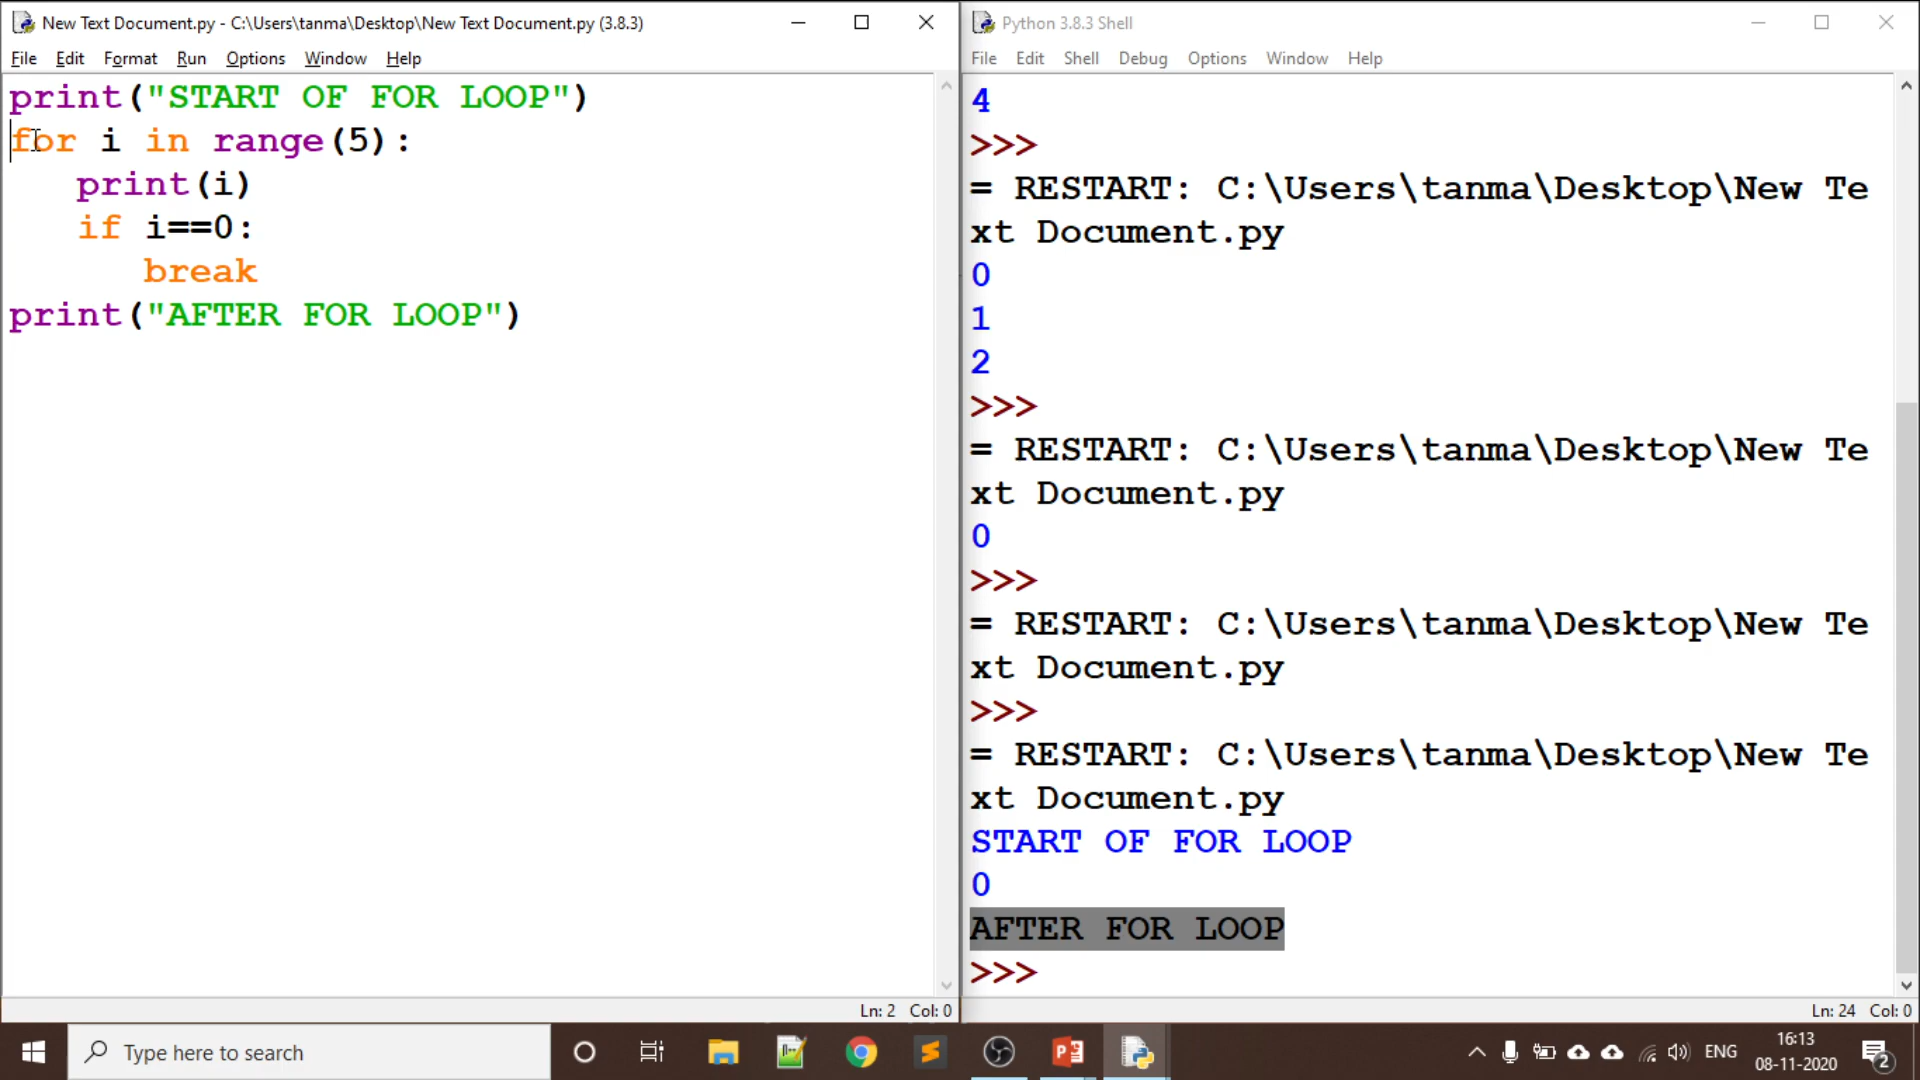 New Text Document.py - C:\Users\tanma\Desktop\New Text Document.py (3.8.3)
File Edit Format Run Options Window Help
print("START OF FOR LOOP")
for i in range(5):
   print(i)
   if i==0:
      break
print("AFTER FOR LOOP")
Ln: 2 Col: 0
Python 3.8.3 Shell
File Edit Shell Debug Options Window Help
4
>>>
= RESTART: C:\Users\tanma\Desktop\New Te
xt Document.py
0
1
2
>>>
= RESTART: C:\Users\tanma\Desktop\New Te
xt Document.py
0
>>>
= RESTART: C:\Users\tanma\Desktop\New Te
xt Document.py
>>>
= RESTART: C:\Users\tanma\Desktop\New Te
xt Document.py
START OF FOR LOOP
0
AFTER FOR LOOP
>>>
Ln: 24 Col: 0
Type here to search
ENG
16:13
08-11-2020
2